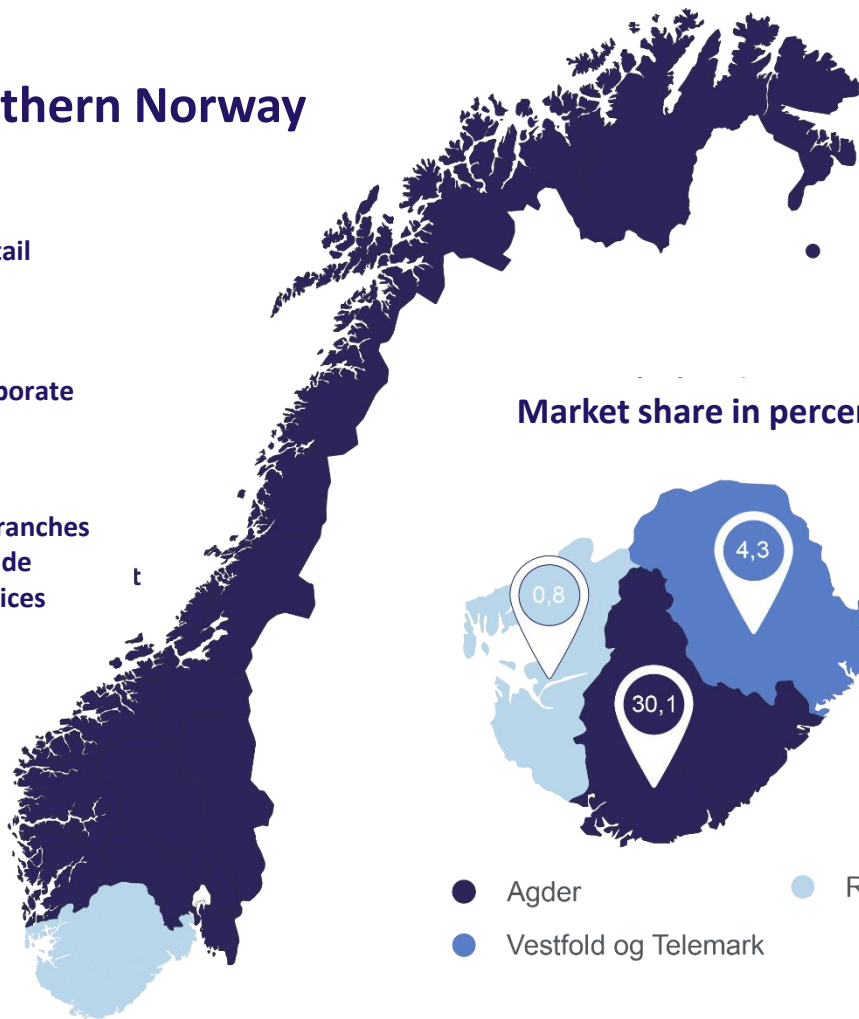 thern Norway
tail
porate
ranches
de
t
ices
Market share in percen
4,3
0,8
30,1
Agder
R
Vestfold og Telemark